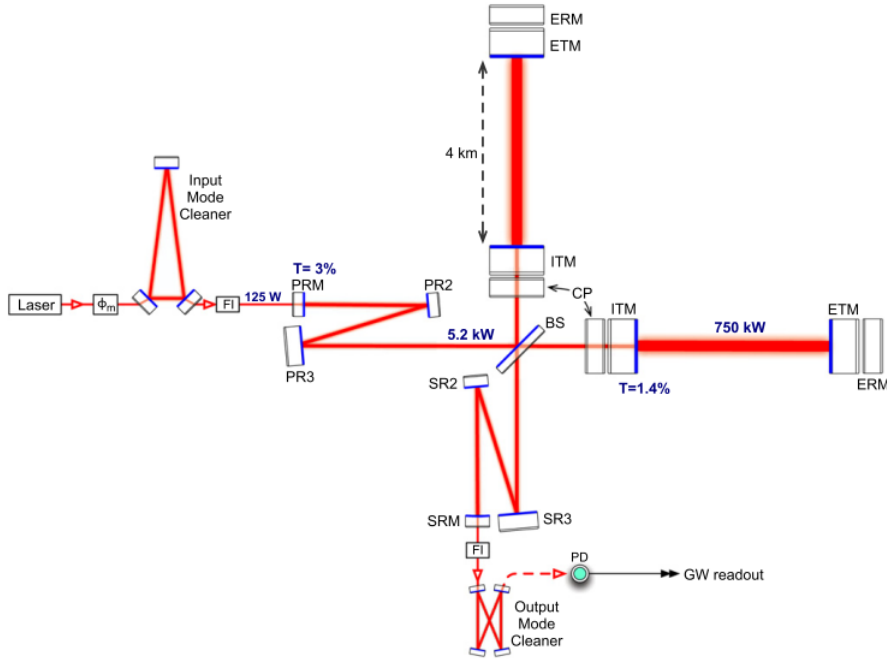 ERM
ETM
4 km
Input
Mode
Cleaner
ITM
T= 3%
PRM
PR2
CP
Laser
Φm
FI
125 W
ITM
ETM
BS
5.2 kW
750 kW
PR3
SR2
T=1.4%
ERM
SRM
SR3
FI
PD
GW readout
Output
Mode
Cleaner